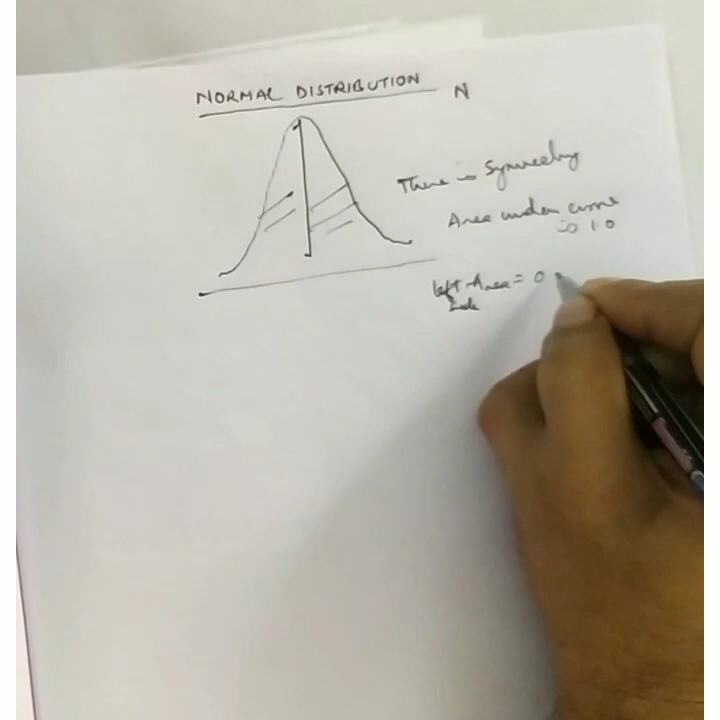 NORMAL DISTRIBUTION N
There is Symmetry
Area under curve
is 1.0
left Area = 0
side